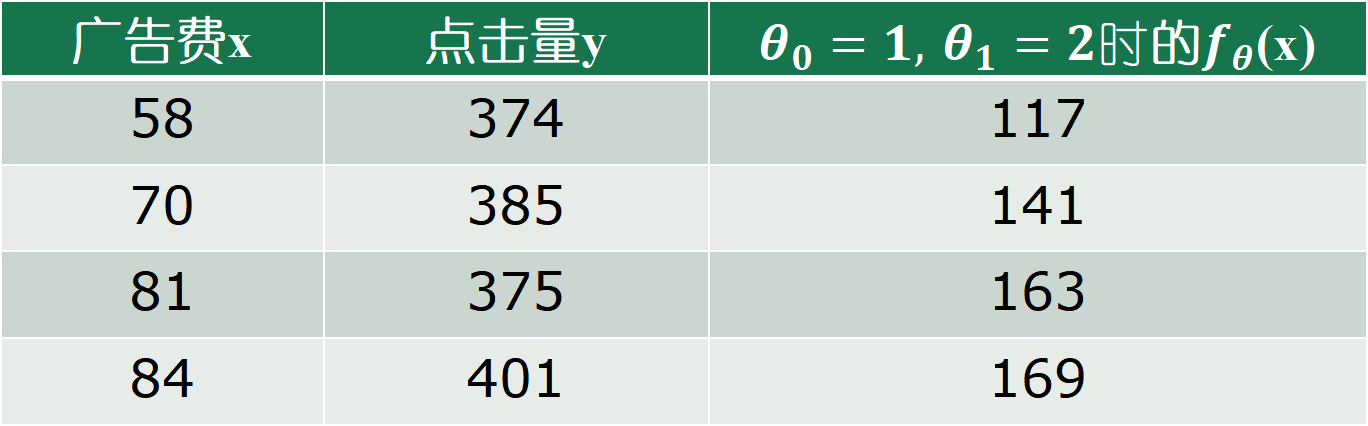 广告费x 点击量y θ₀ = 1, θ₁ = 2时的f_θ(x)
58 374 117
70 385 141
81 375 163
84 401 169